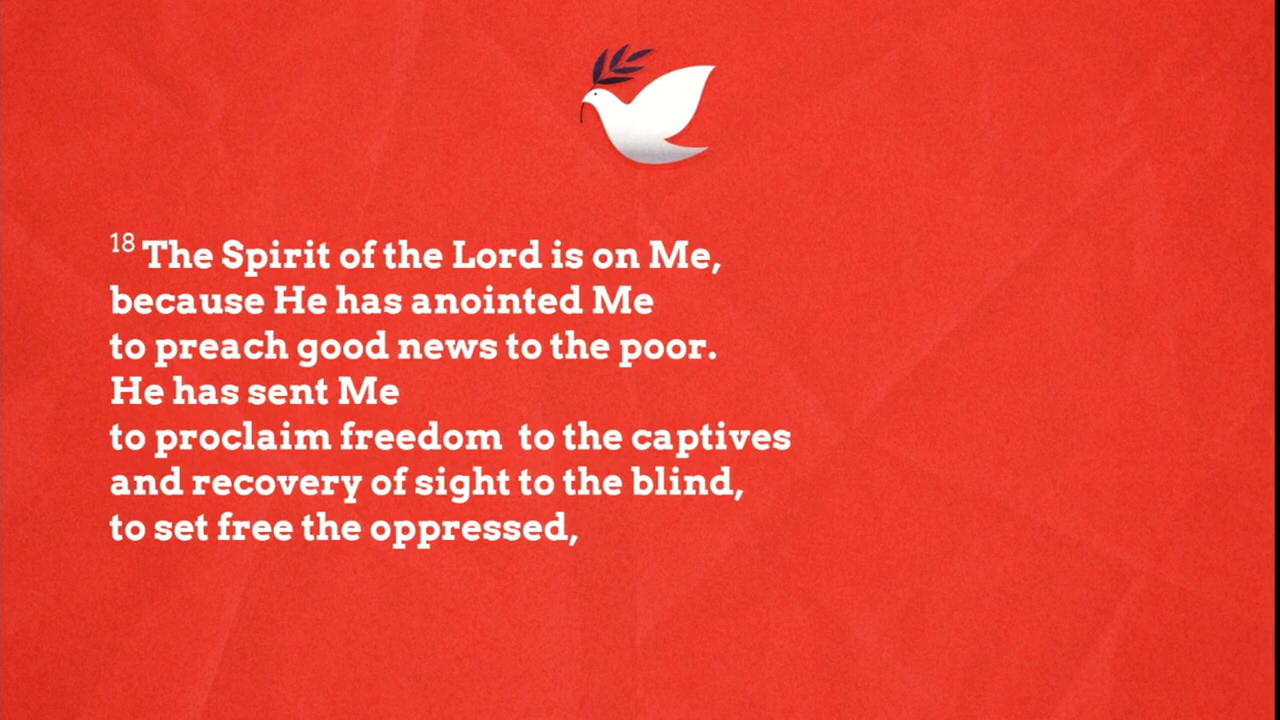 18 The Spirit of the Lord is on Me,
because He has anointed Me
to preach good news to the poor.
He has sent Me
to proclaim freedom  to the captives
and recovery of sight to the blind,
to set free the oppressed,